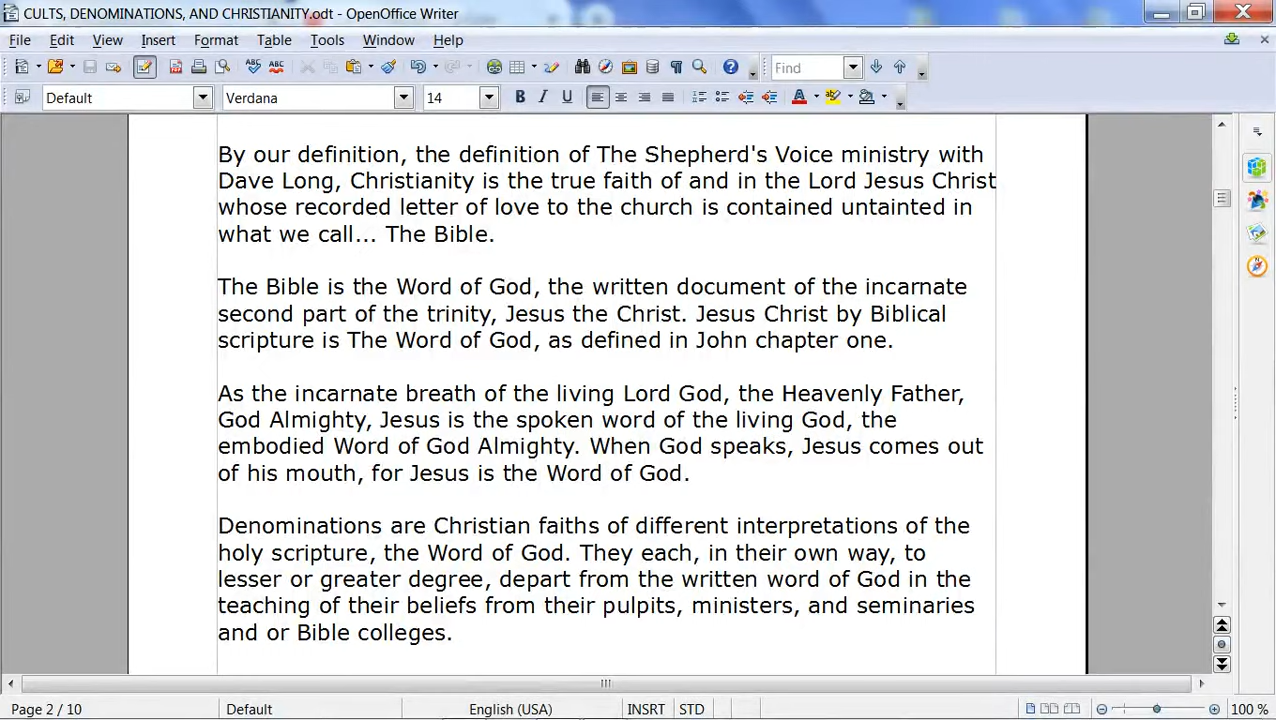 CULTS, DENOMINATIONS, AND CHRISTIANITY.odt - OpenOffice Writer
File Edit View Insert Format Table Tools Window Help
Find
Default Verdana 14 B I U
By our definition, the definition of The Shepherd's Voice ministry with
Dave Long, Christianity is the true faith of and in the Lord Jesus Christ
whose recorded letter of love to the church is contained untainted in
what we call... The Bible.
The Bible is the Word of God, the written document of the incarnate
second part of the trinity, Jesus the Christ. Jesus Christ by Biblical
scripture is The Word of God, as defined in John chapter one.
As the incarnate breath of the living Lord God, the Heavenly Father,
God Almighty, Jesus is the spoken word of the living God, the
embodied Word of God Almighty. When God speaks, Jesus comes out
of his mouth, for Jesus is the Word of God.
Denominations are Christian faiths of different interpretations of the
holy scripture, the Word of God. They each, in their own way, to
lesser or greater degree, depart from the written word of God in the
teaching of their beliefs from their pulpits, ministers, and seminaries
and or Bible colleges.
Page 2 / 10 Default English (USA) INSRT STD 100 %